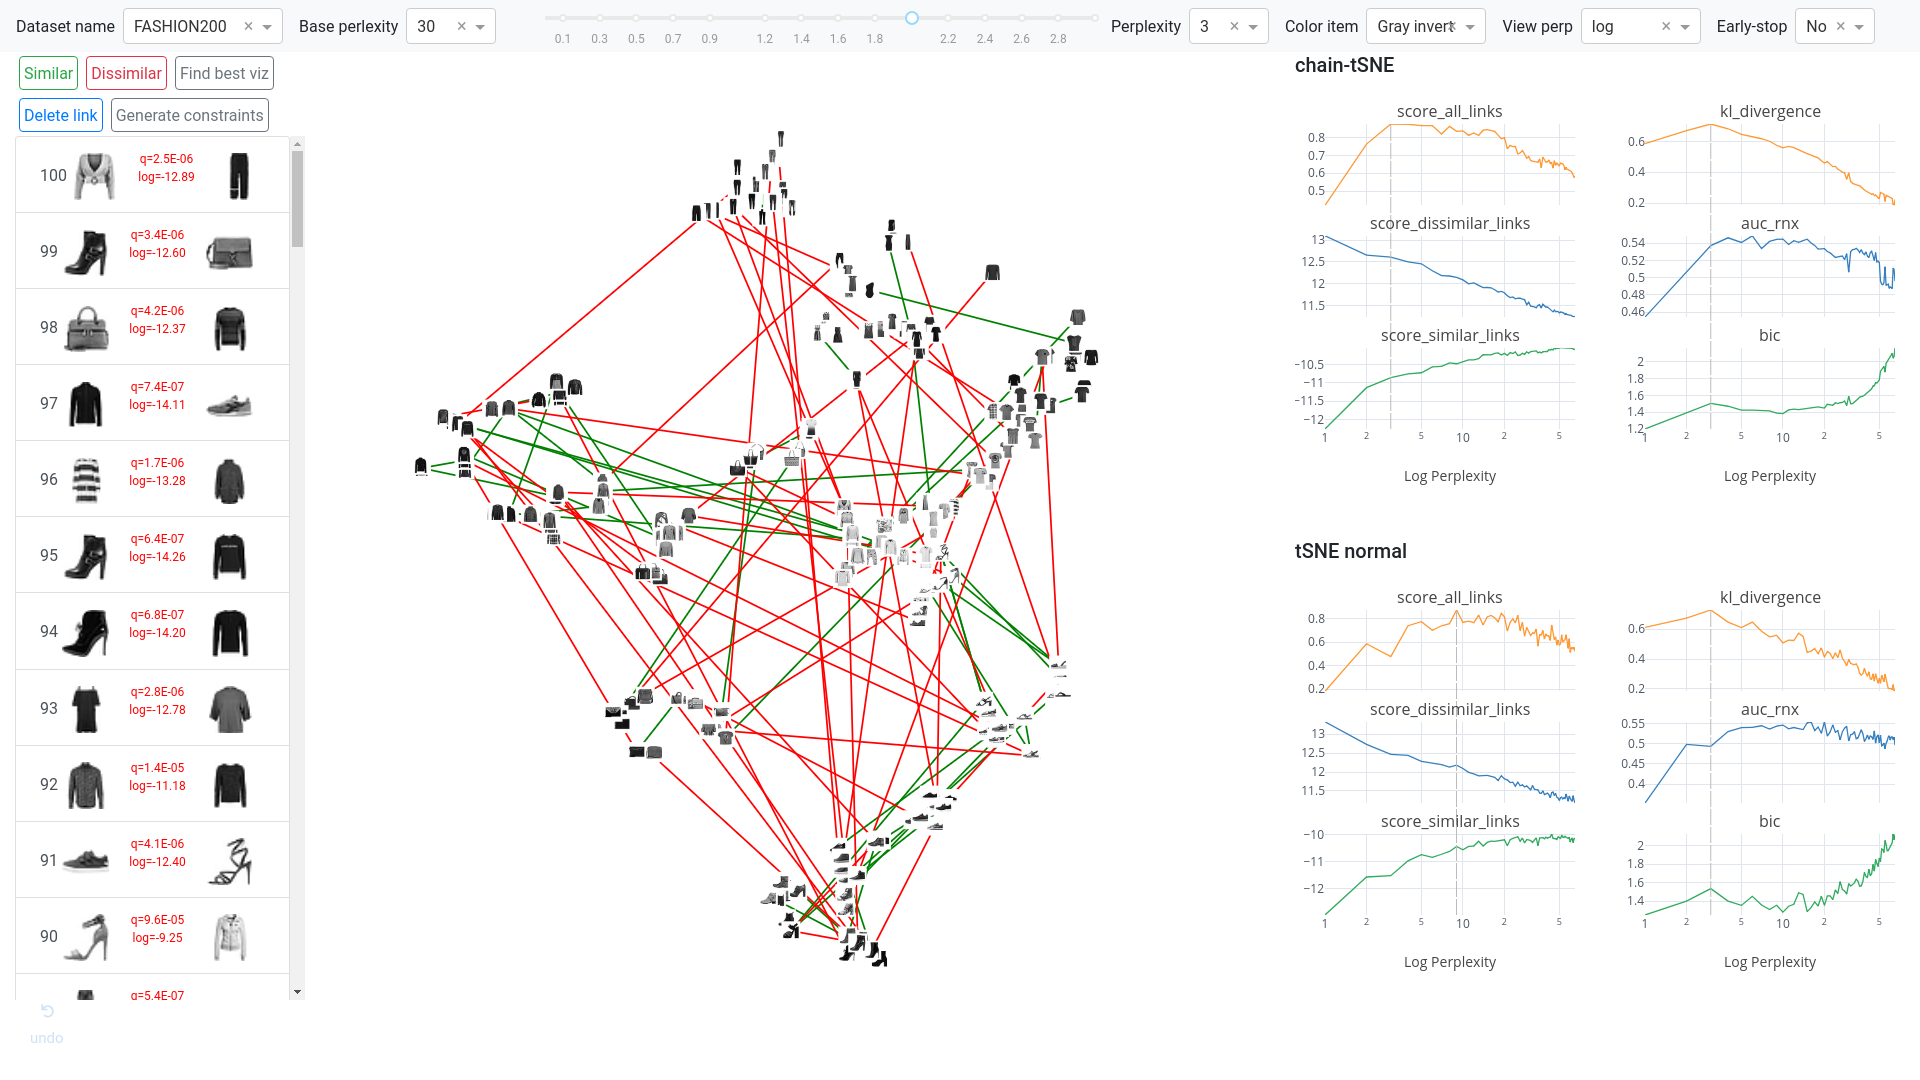 Dataset name FASHION200 × Base perlexity 30 × 0.1 0.3 0.5 0.7 0.9 1.2 1.4 1.6 1.8 2.2 2.4 2.6 2.8 Perplexity 3 × Color item Gray invert × View perp log × Early-stop No ×
Similar Dissimilar Find best viz
Delete link Generate constraints
100 q=2.5E-06
log=-12.89
99 q=3.4E-06
log=-12.60
98 q=4.2E-06
log=-12.37
97 q=7.4E-07
log=-14.11
96 q=1.7E-06
log=-13.28
95 q=6.4E-07
log=-14.26
94 q=6.8E-07
log=-14.20
93 q=2.8E-06
log=-12.78
92 q=1.4E-05
log=-11.18
91 q=4.1E-06
log=-12.40
90 q=9.6E-05
log=-9.25
q=5.4E-07
undo
chain-tSNE
score_all_links
0.8
0.7
0.6
0.5
score_dissimilar_links
13
12.5
12
11.5
score_similar_links
−10.5
−11
−11.5
−12
1 2 5 10 2 5
Log Perplexity
kl_divergence
0.6
0.4
0.2
auc_rnx
0.54
0.52
0.5
0.48
0.46
bic
2
1.8
1.6
1.4
1.2
1 2 5 10 2 5
Log Perplexity
tSNE normal
score_all_links
0.8
0.6
0.4
0.2
score_dissimilar_links
13
12.5
12
11.5
score_similar_links
−10
−11
−12
1 2 5 10 2 5
Log Perplexity
kl_divergence
0.6
0.4
0.2
auc_rnx
0.55
0.5
0.45
0.4
bic
2
1.8
1.6
1.4
1 2 5 10 2 5
Log Perplexity